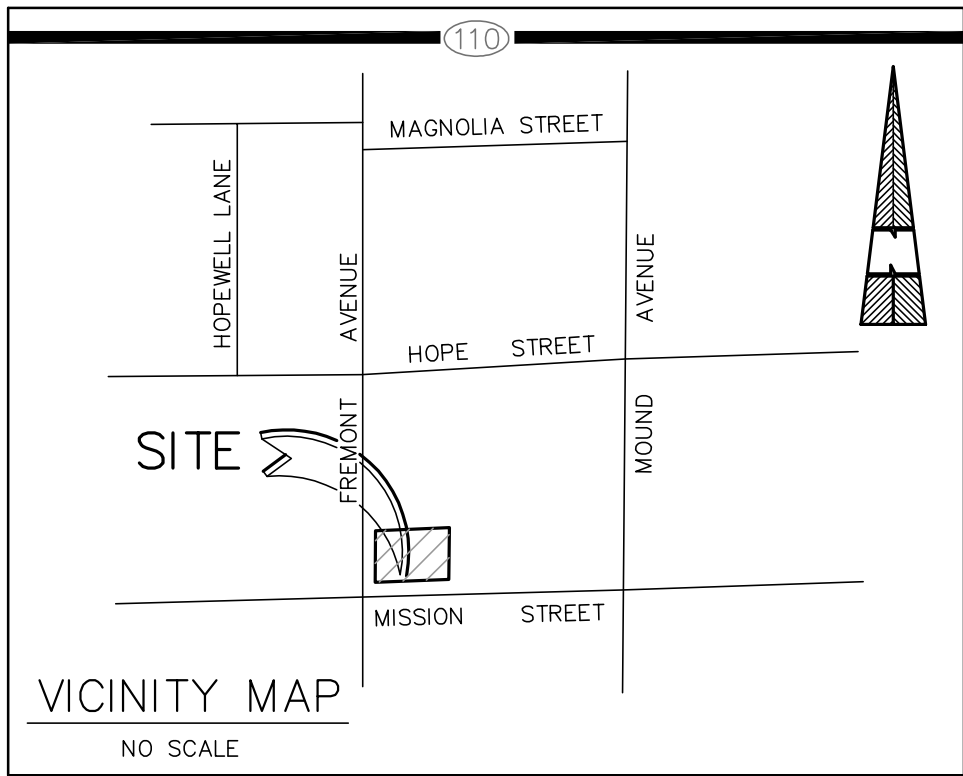 110
MAGNOLIA STREET
HOPEWELL LANE
AVENUE
AVENUE
HOPE STREET
FREMONT
MOUND
SITE
MISSION STREET
VICINITY MAP
NO SCALE